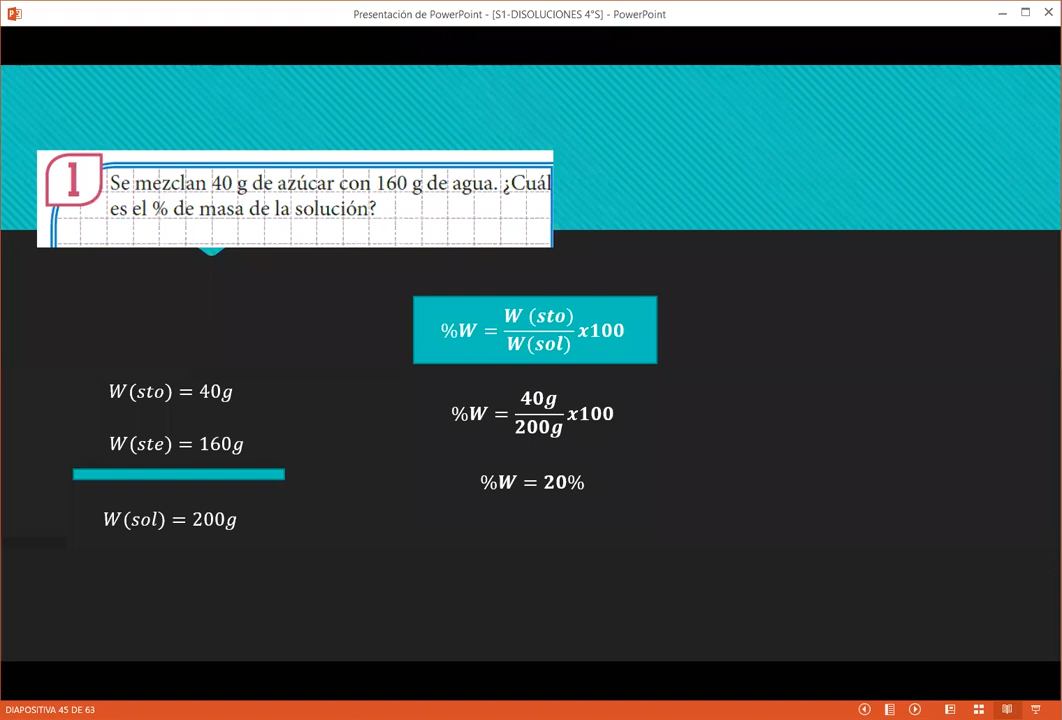 Presentación de PowerPoint - [S1-DISOLUCIONES 4°S] - PowerPoint
1
Se mezclan 40 g de azúcar con 160 g de agua. ¿Cuál
es el % de masa de la solución?
%W = W (sto) / W(sol) x100
W(sto) = 40g
%W = 40g / 200g x100
W(ste) = 160g
%W = 20%
W(sol) = 200g
DIAPOSITIVA 45 DE 63